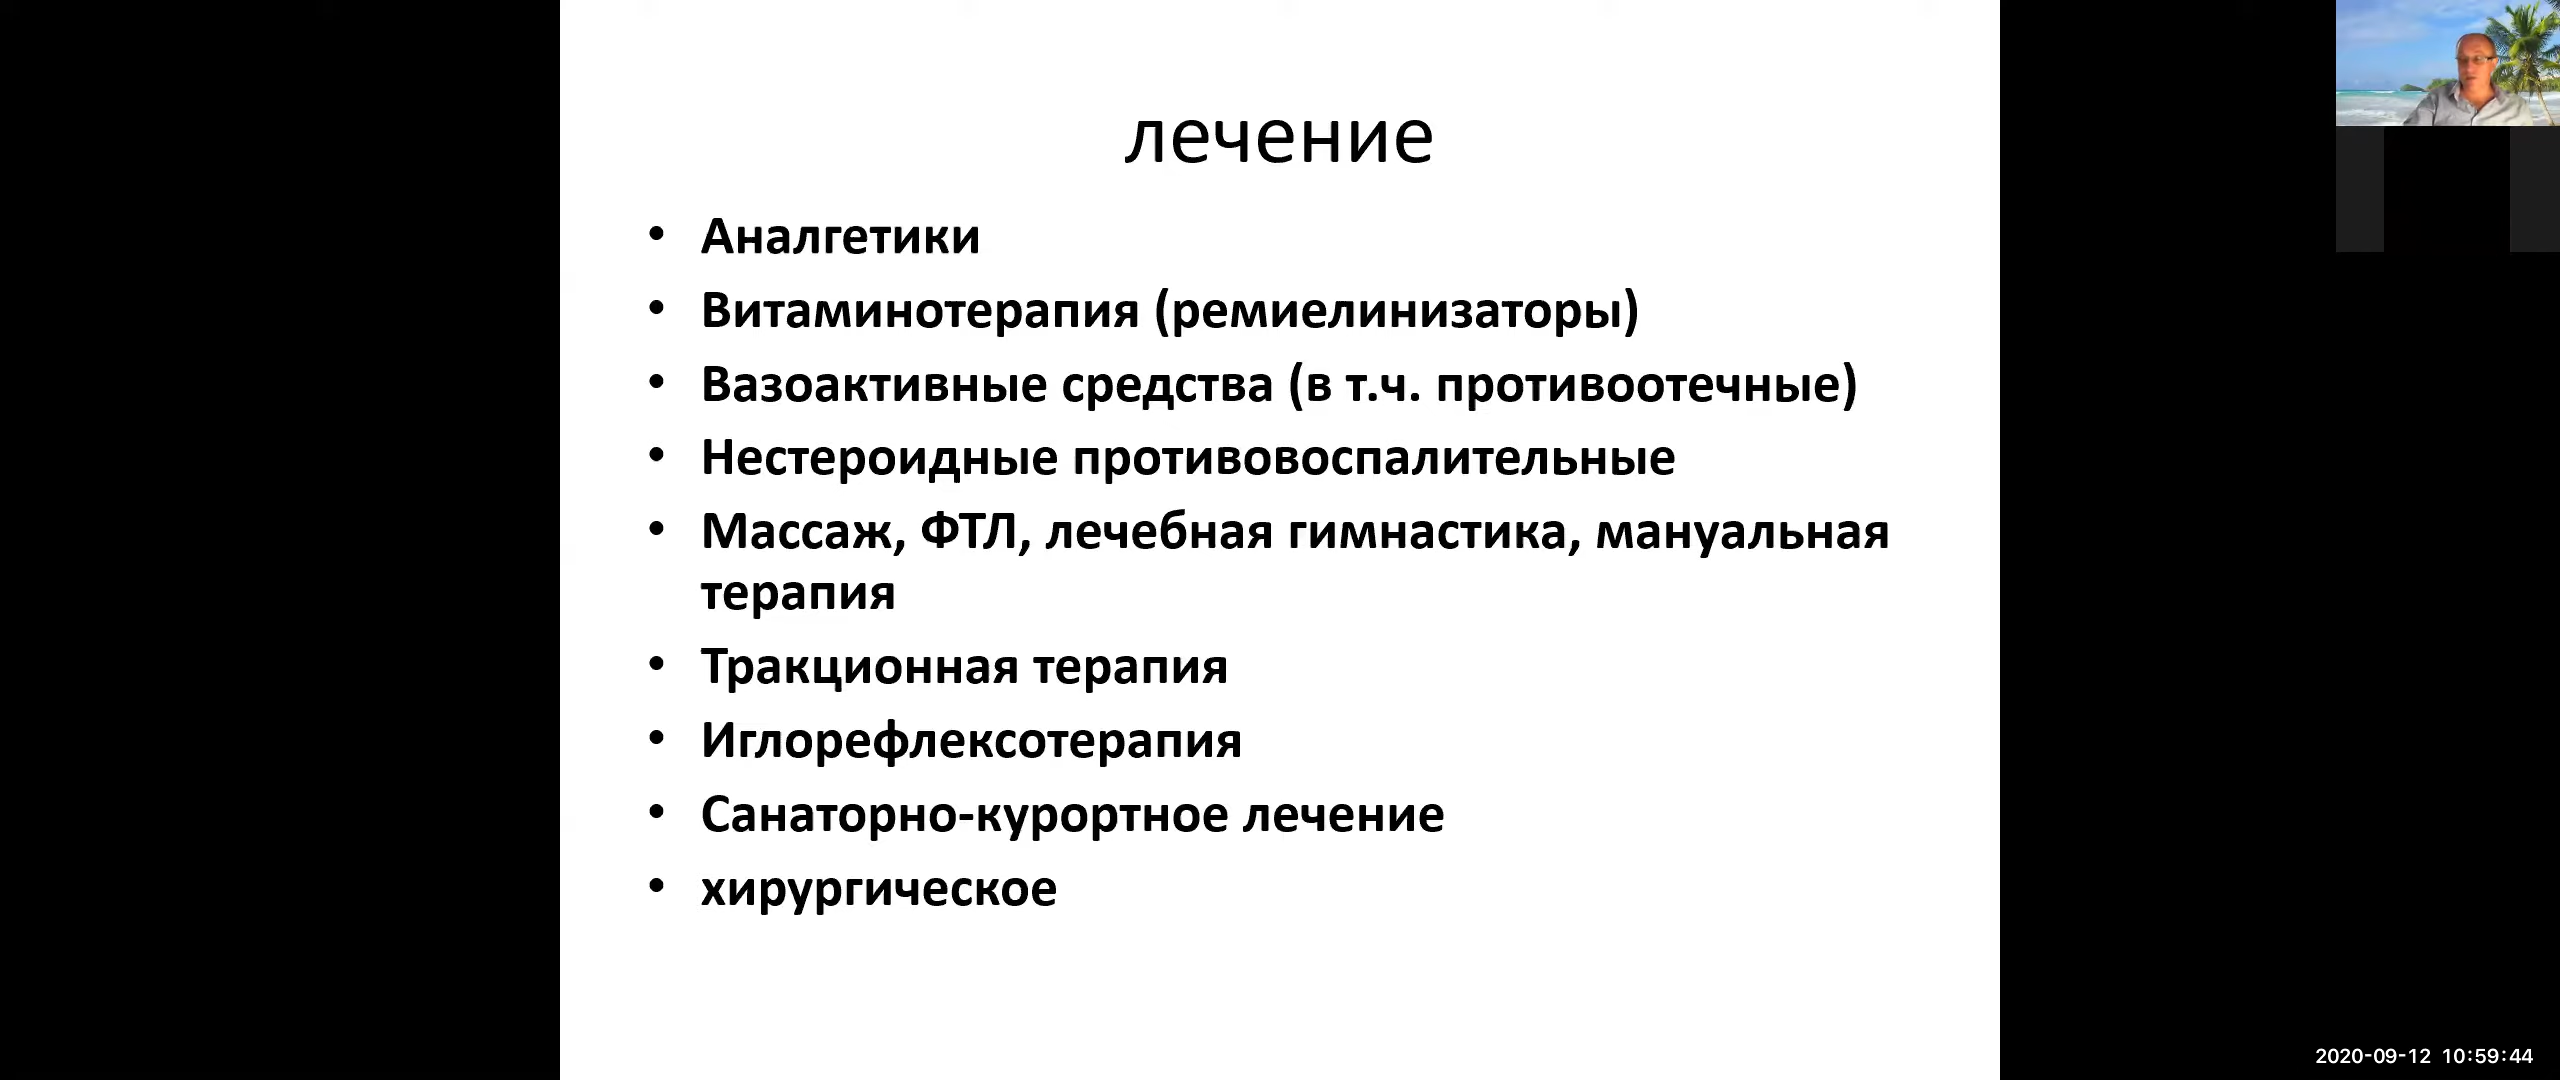 лечение
• Аналгетики
• Витаминотерапия (ремиелинизаторы)
• Вазоактивные средства (в т.ч. противоотечные)
• Нестероидные противовоспалительные
• Массаж, ФТЛ, лечебная гимнастика, мануальная
терапия
• Тракционная терапия
• Иглорефлексотерапия
• Санаторно-курортное лечение
• хирургическое
2020-09-12 10:59:44